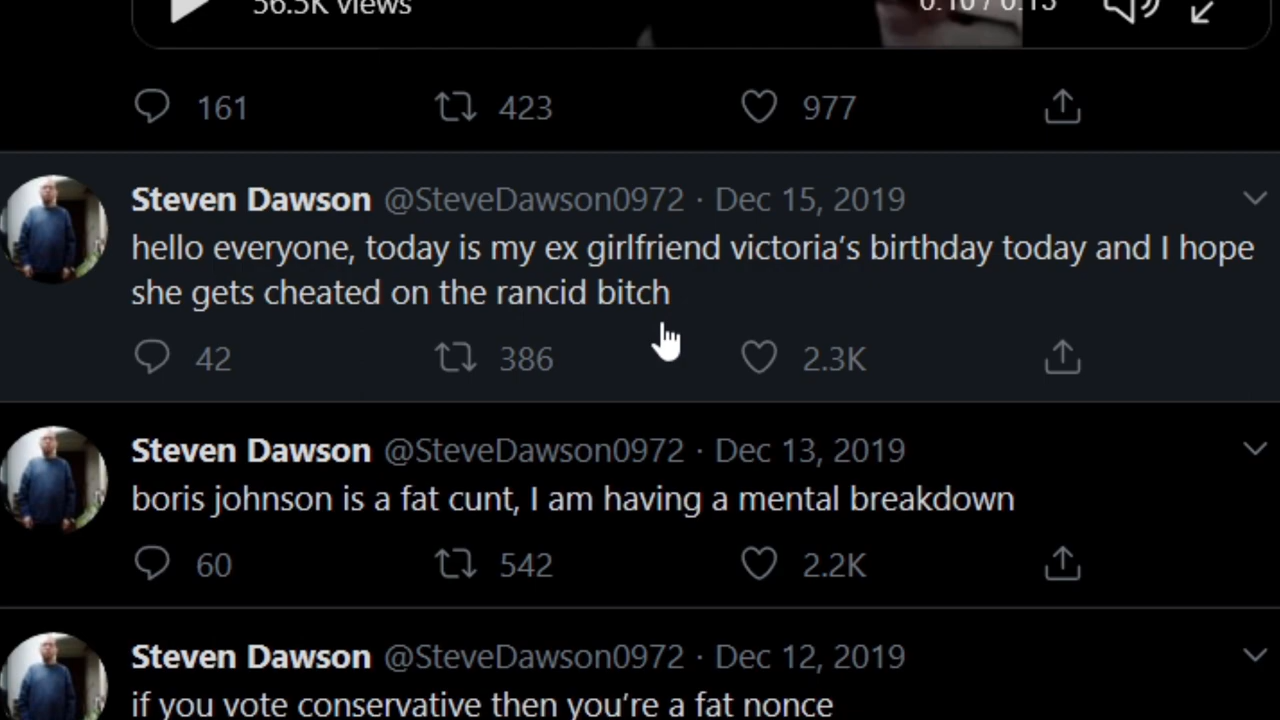 56.5K views
0:10 / 0:13
161
423
977
Steven Dawson @SteveDawson0972 · Dec 15, 2019
hello everyone, today is my ex girlfriend victoria’s birthday today and I hope
she gets cheated on the rancid bitch
42
386
2.3K
Steven Dawson @SteveDawson0972 · Dec 13, 2019
boris johnson is a fat cunt, I am having a mental breakdown
60
542
2.2K
Steven Dawson @SteveDawson0972 · Dec 12, 2019
if you vote conservative then you’re a fat nonce